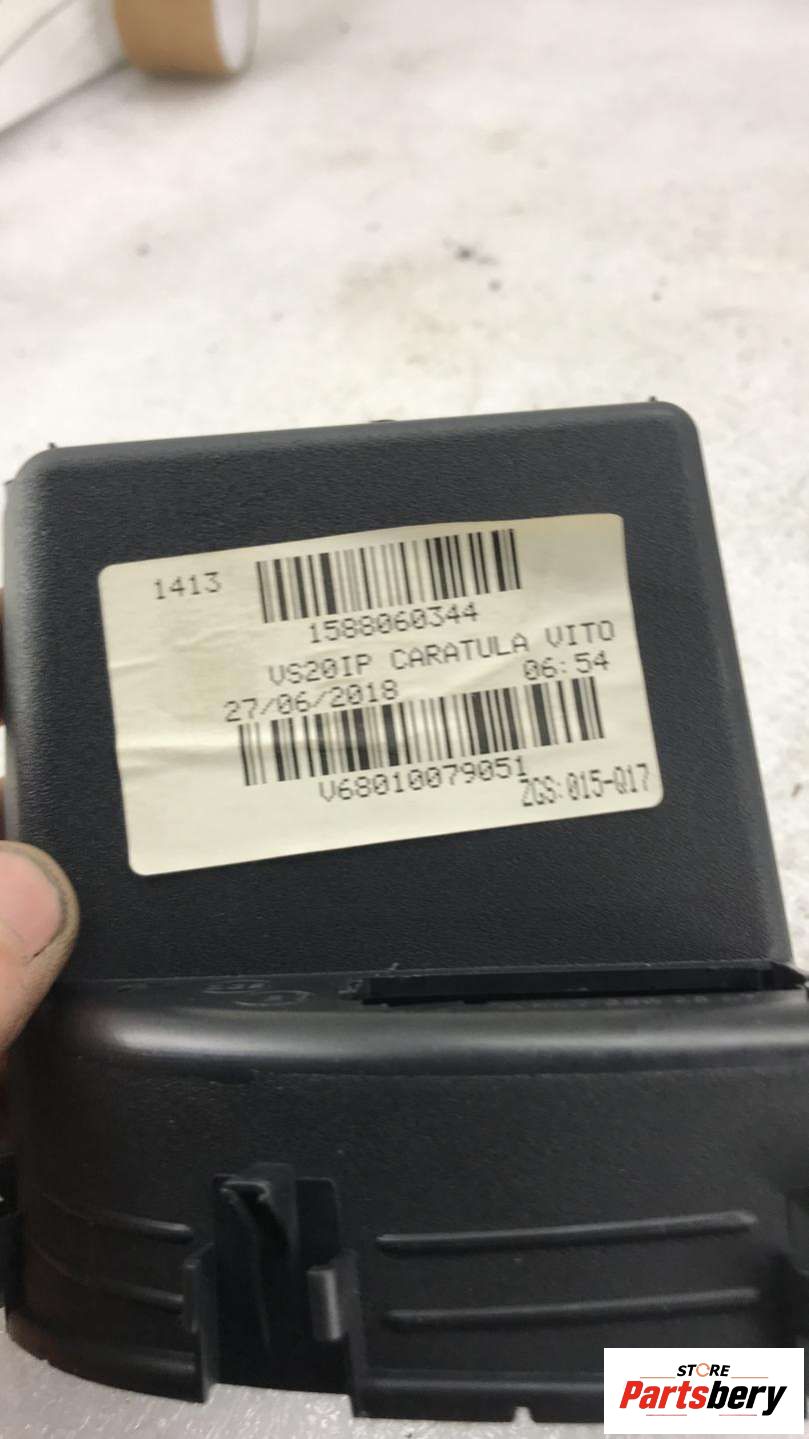 1413
1588060344
VS20IP CARATULA VITO
27/06/2018 06:54
V68010079051
ZGS:015-Q17
STORE
Partsbery